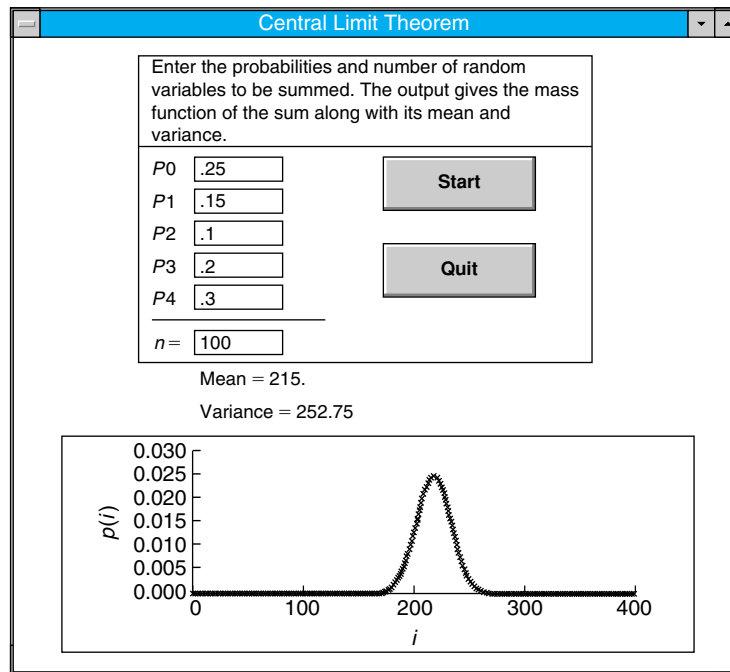 Central Limit Theorem
Enter the probabilities and number of random
variables to be summed. The output gives the mass
function of the sum along with its mean and
variance.
P0 .25
P1 .15
P2 .1
P3 .2
P4 .3
n = 100
Start
Quit
Mean = 215.
Variance = 252.75
p(i)
0.030
0.025
0.020
0.015
0.010
0.005
0.000
0 100 200 300 400
i